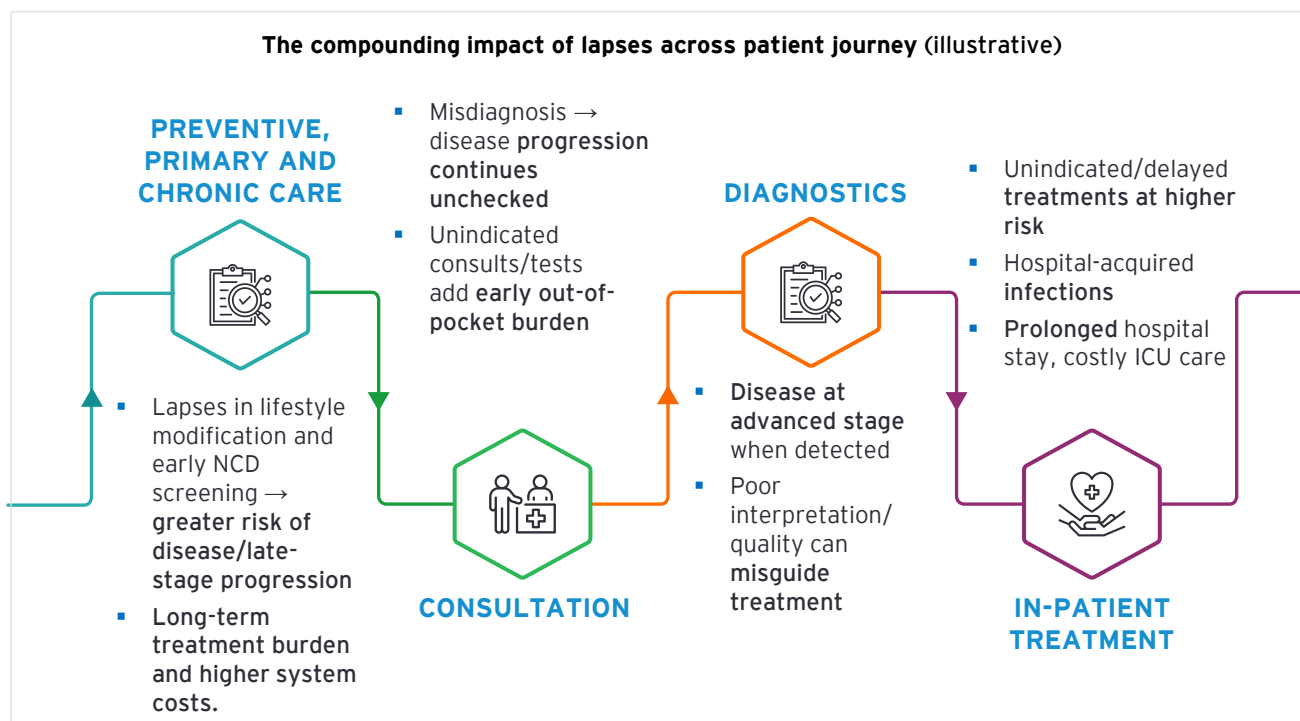 The compounding impact of lapses across patient journey (illustrative)
PREVENTIVE,
PRIMARY AND
CHRONIC CARE
▪ Lapses in lifestyle
modification and
early NCD
screening →
greater risk of
disease/late-
stage progression
▪ Long-term
treatment burden
and higher system
costs.
▪ Misdiagnosis →
disease progression
continues
unchecked
▪ Unindicated
consults/tests
add early out-of-
pocket burden
CONSULTATION
DIAGNOSTICS
▪ Disease at
advanced stage
when detected
▪ Poor
interpretation/
quality can
misguide
treatment
▪ Unindicated/delayed
treatments at higher
risk
▪ Hospital-acquired
infections
▪ Prolonged hospital
stay, costly ICU care
IN-PATIENT
TREATMENT